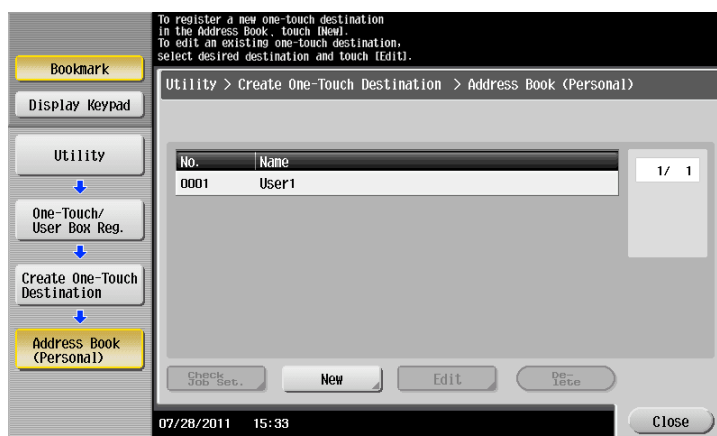 To register a new one-touch destination
in the Address Book, touch [New].
To edit an existing one-touch destination,
select desired destination and touch [Edit].
Bookmark
Display Keypad
Utility > Create One-Touch Destination > Address Book (Personal)
Utility
One-Touch/
User Box Reg.
Create One-Touch
Destination
Address Book
(Personal)
No. Name
0001 User1
1/ 1
Check
Job Set.
New
Edit
De-
lete
07/28/2011 15:33
Close